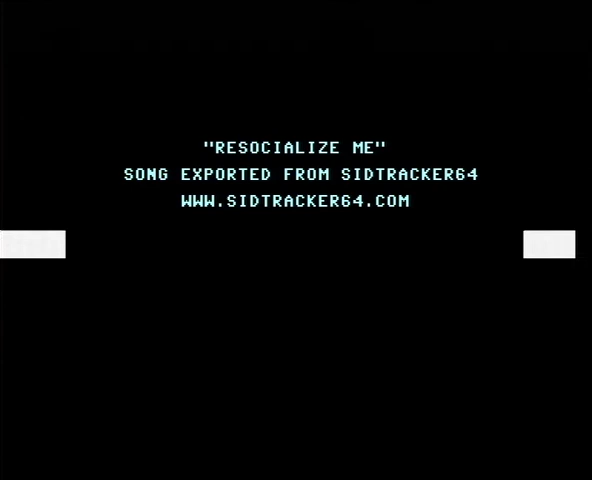 "RESOCIALIZE ME"
SONG EXPORTED FROM SIDTRACKER64
WWW.SIDTRACKER64.COM